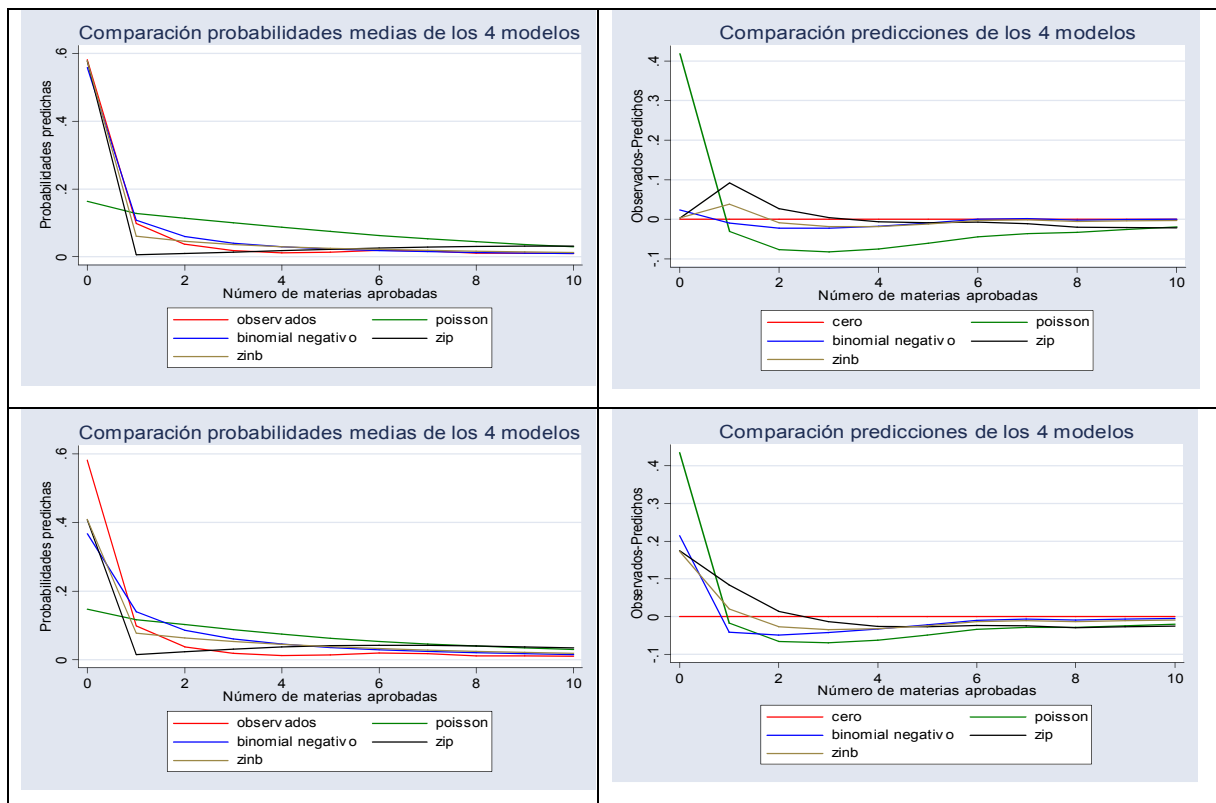 Comparación probabilidades medias de los 4 modelos
Probabilidades predichas
.6
.4
.2
0
0 2 4 6 8 10
Número de materias aprobadas
observados poisson
binomial negativo zip
zinb
Comparación predicciones de los 4 modelos
Observados-Predichos
.4
.3
.2
.1
0
-.1
0 2 4 6 8 10
Número de materias aprobadas
cero poisson
binomial negativo zip
zinb
Comparación probabilidades medias de los 4 modelos
Probabilidades predichas
.6
.4
.2
0
0 2 4 6 8 10
Número de materias aprobadas
observados poisson
binomial negativo zip
zinb
Comparación predicciones de los 4 modelos
Observados-Predichos
.4
.3
.2
.1
0
-.1
0 2 4 6 8 10
Número de materias aprobadas
cero poisson
binomial negativo zip
zinb